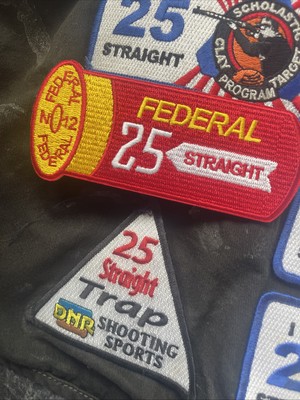 25
STRAIGHT
SCHOLASTIC
CLAY TARGET
PROGRAM
FEDERAL
No 12
FEDERAL
FEDERAL
25 STRAIGHT
25
Straight
Trap
DNR SHOOTING
SPORTS
2